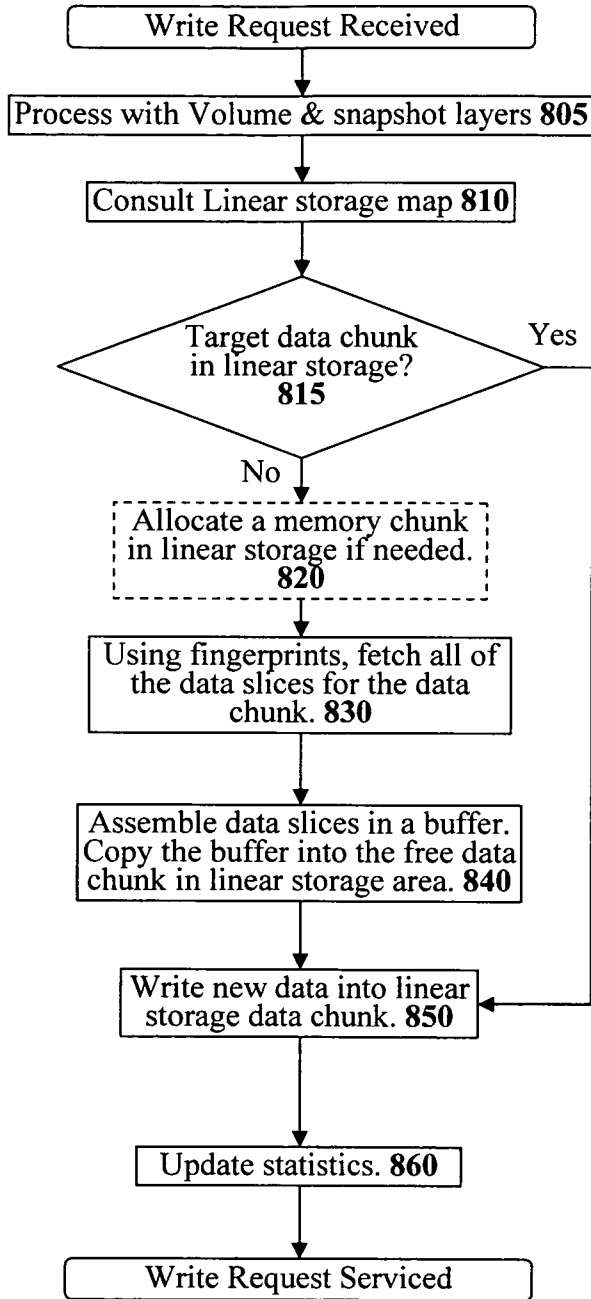 Write Request Received
Process with Volume & snapshot layers 805
Consult Linear storage map 810
Target data chunk
in linear storage?
815
Yes
No
Allocate a memory chunk
in linear storage if needed.
820
Using fingerprints, fetch all of
the data slices for the data
chunk. 830
Assemble data slices in a buffer.
Copy the buffer into the free data
chunk in linear storage area. 840
Write new data into linear
storage data chunk. 850
Update statistics. 860
Write Request Serviced